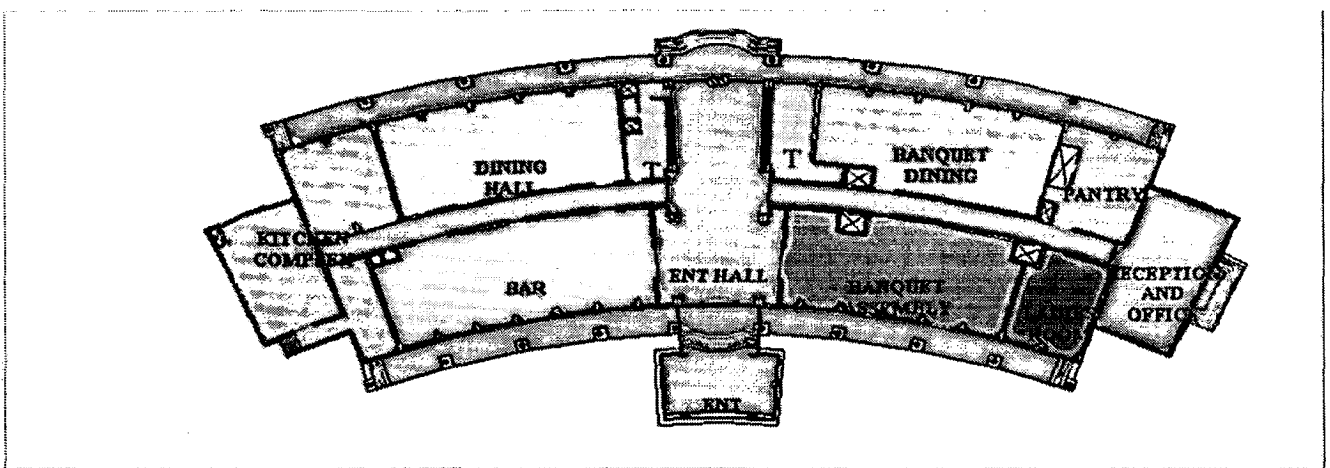 DINING
HALL
T
T
BANQUET
DINING
PANTRY
KITCHEN
COMPLEX
BAR
ENT HALL
BANQUET
ASSEMBLY
RECEPTION
AND
OFFICE
ENT